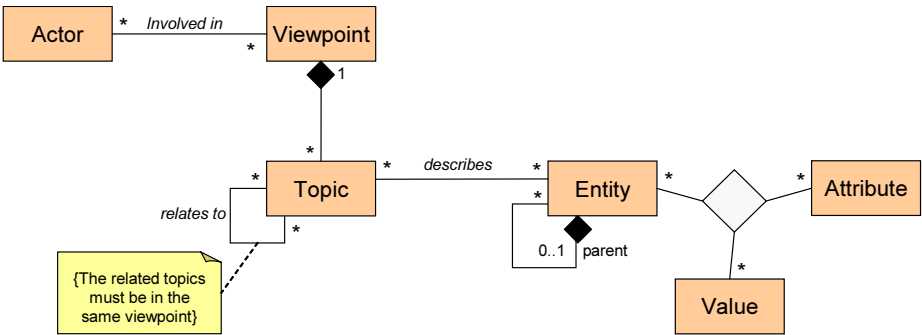 Actor
*
Involved in
*
Viewpoint
1
*
*
describes
*
*
*
Topic
*
Entity
Attribute
*
relates to
*
0..1
parent
*
{The related topics
must be in the
same viewpoint}
Value